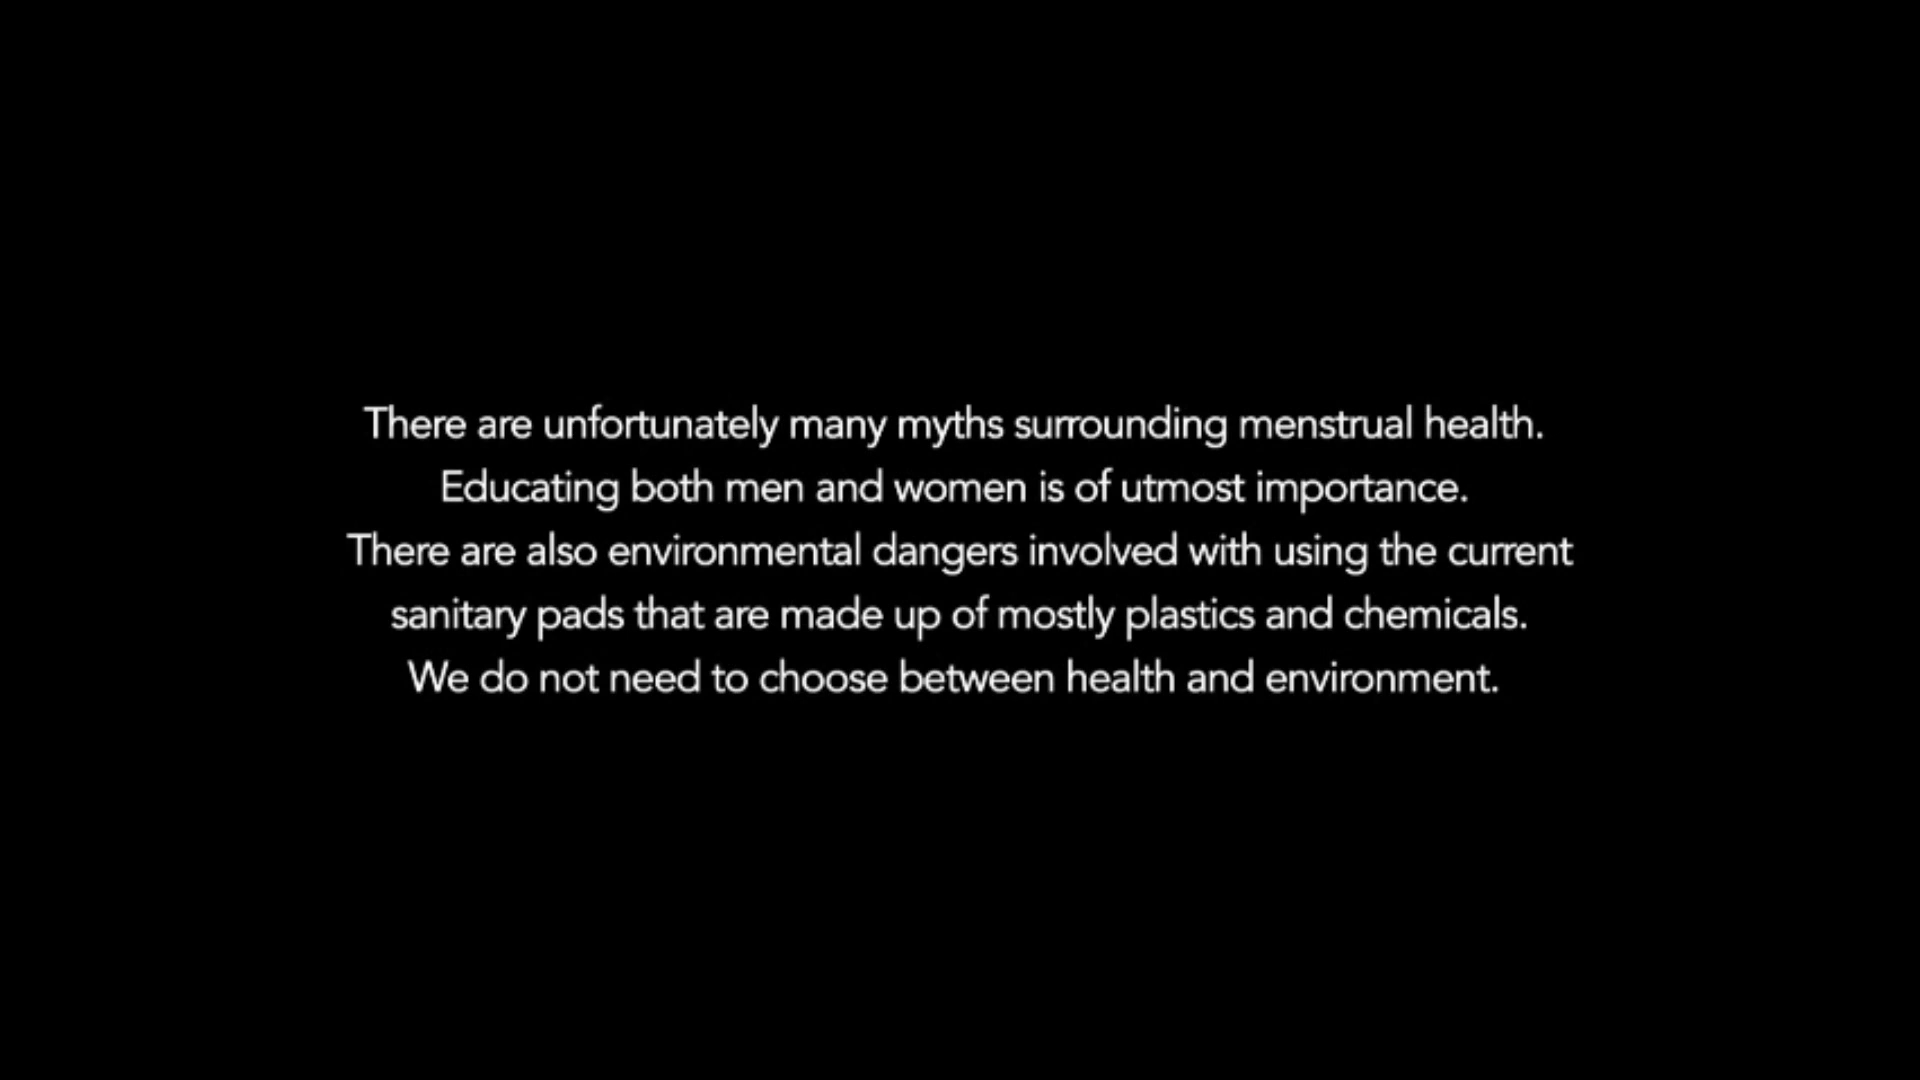 There are unfortunately many myths surrounding menstrual health.
Educating both men and women is of utmost importance.
There are also environmental dangers involved with using the current
sanitary pads that are made up of mostly plastics and chemicals.
We do not need to choose between health and environment.